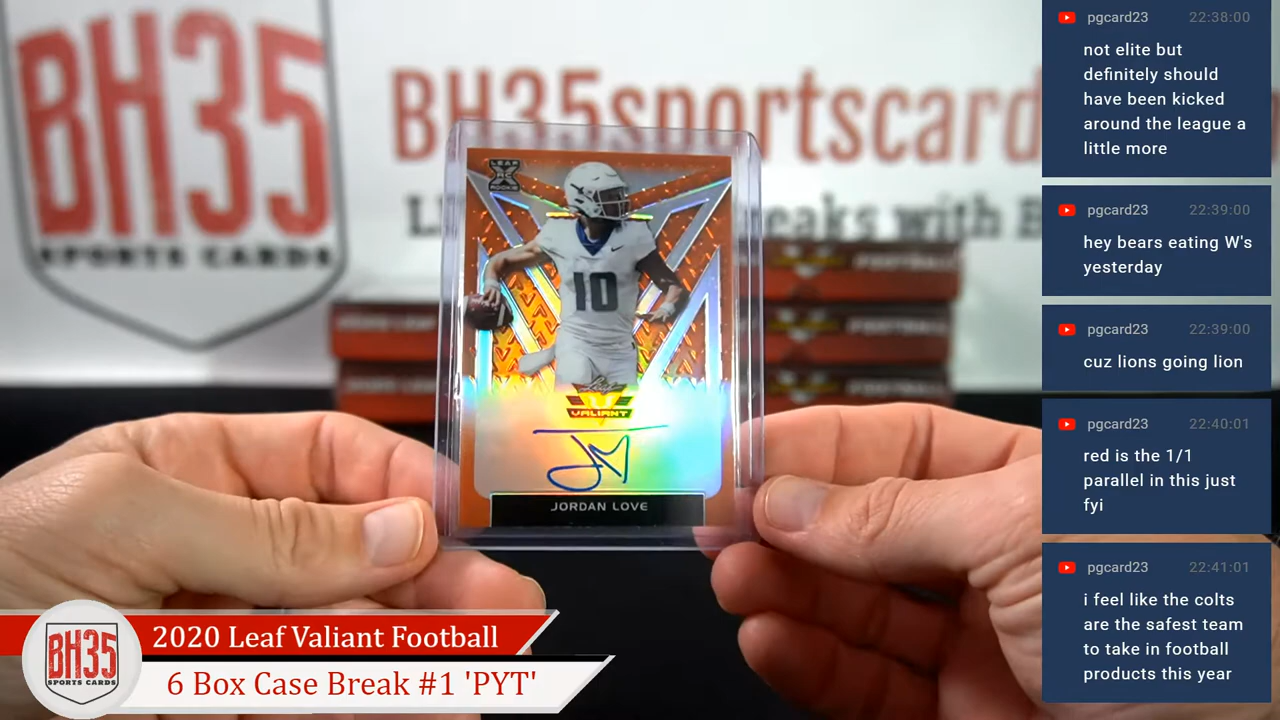 BH35
SPORTS CARDS
BH35sportscard
eaks with B
LEAF
ROOKIE
10
VALIANT
JORDAN LOVE
pgcard23 22:38:00
not elite but
definitely should
have been kicked
around the league a
little more
pgcard23 22:39:00
hey bears eating W's
yesterday
pgcard23 22:39:00
cuz lions going lion
pgcard23 22:40:01
red is the 1/1
parallel in this just
fyi
pgcard23 22:41:01
i feel like the colts
are the safest team
to take in football
products this year
BH35
SPORTS CARDS
2020 Leaf Valiant Football
6 Box Case Break #1 'PYT'